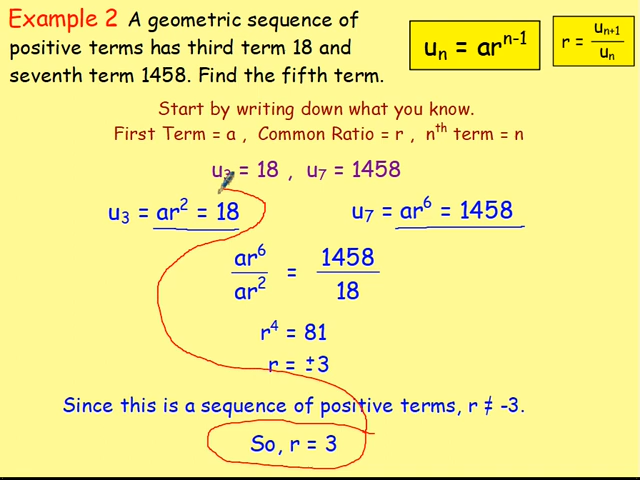 Example 2 A geometric sequence of
positive terms has third term 18 and
seventh term 1458. Find the fifth term.
uₙ = arⁿ⁻¹
r = uₙ₊₁ / uₙ
Start by writing down what you know.
First Term = a , Common Ratio = r , nᵗʰ term = n
u₃ = 18 , u₇ = 1458
u₃ = ar² = 18
u₇ = ar⁶ = 1458
ar⁶ / ar² = 1458 / 18
r⁴ = 81
r = ±3
Since this is a sequence of positive terms, r ≠ -3.
So, r = 3